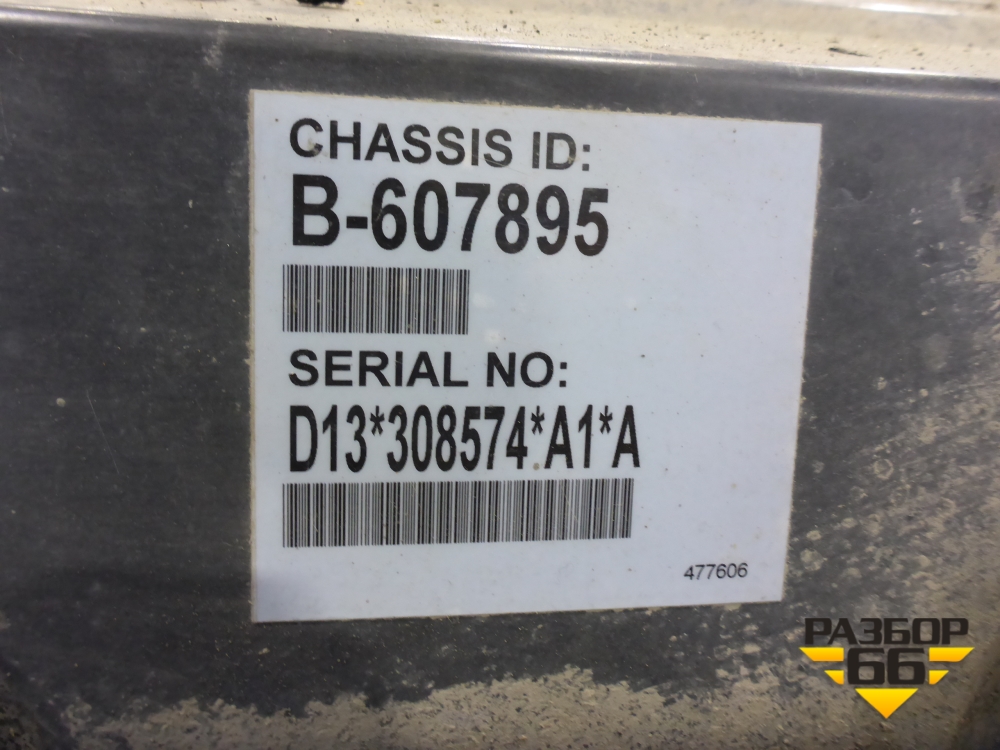 CHASSIS ID:
B-607895
SERIAL NO:
D13*308574*A1*A
477606
РАЗБОР
66